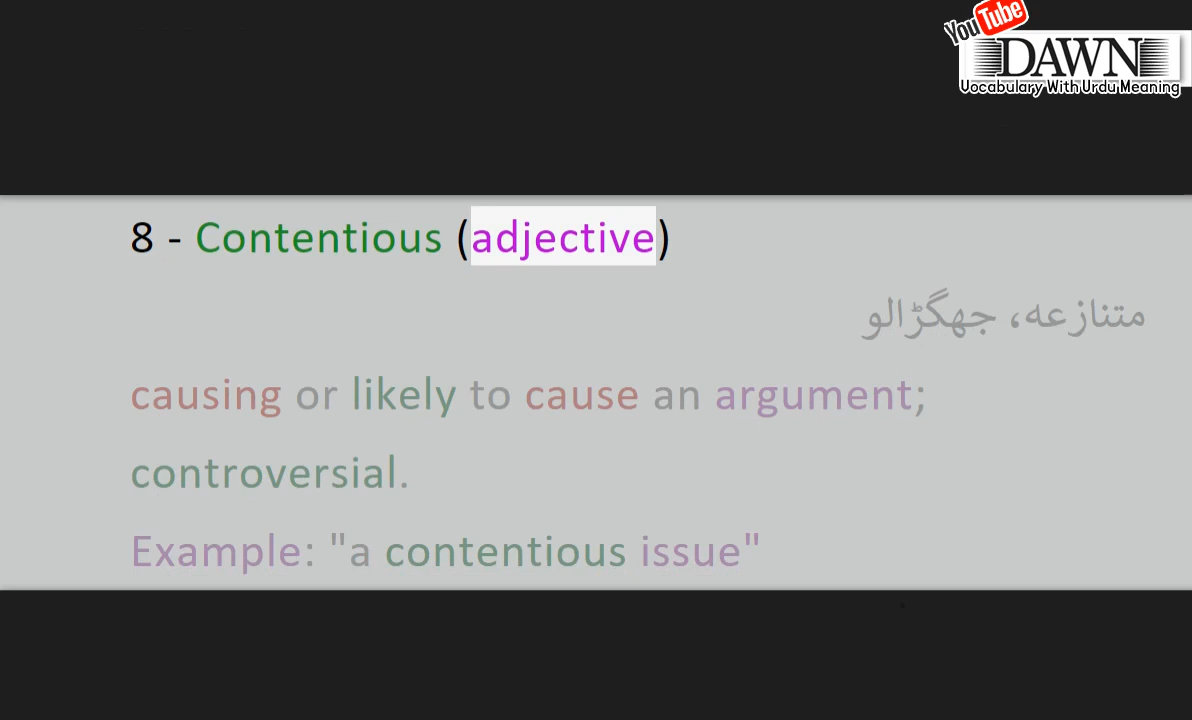 YouTube
DAWN
Vocabulary With Urdu Meaning
8 - Contentious (adjective)
متنازعہ، جھگڑالو
causing or likely to cause an argument;
controversial.
Example: "a contentious issue"